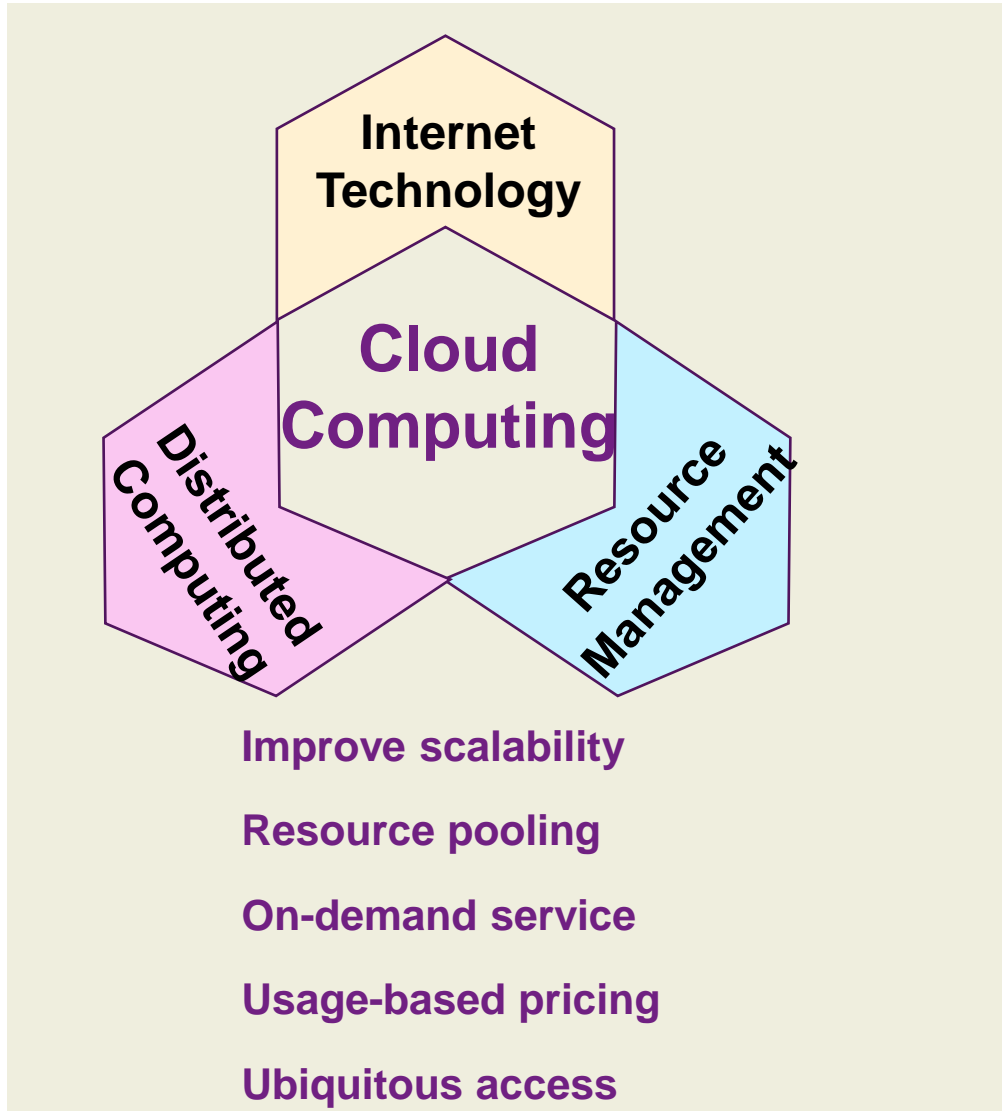 Internet
Technology
Cloud
Computing
Distributed
Computing
Resource
Management
Improve scalability
Resource pooling
On-demand service
Usage-based pricing
Ubiquitous access